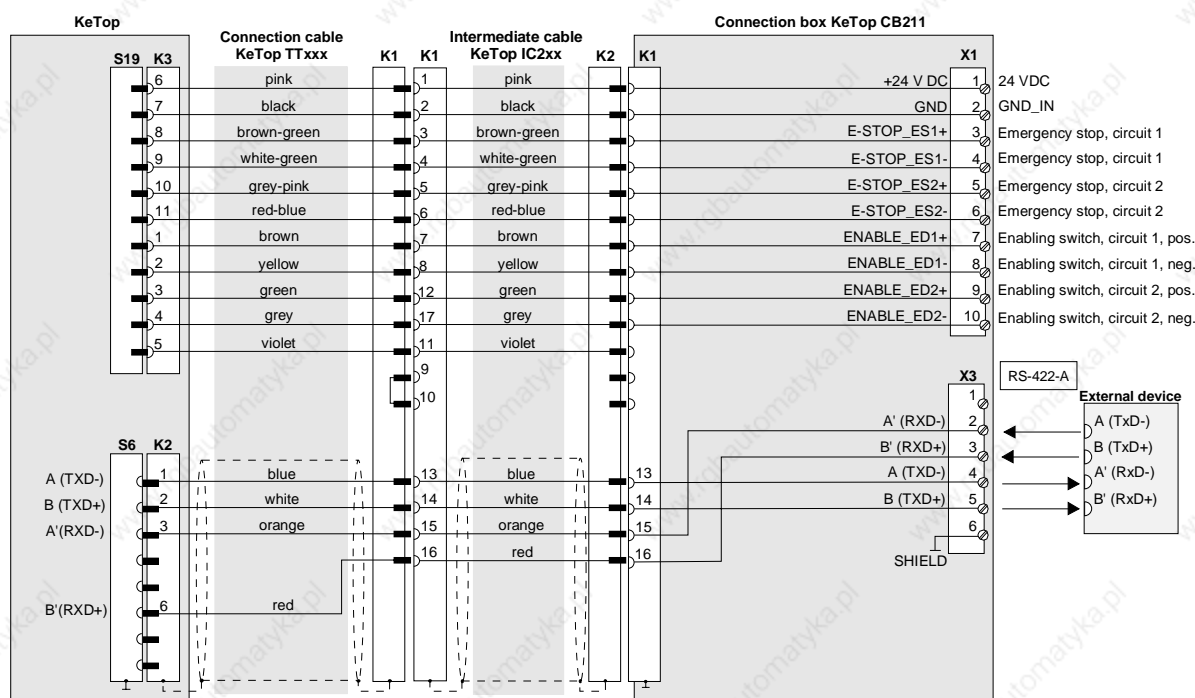 KeTop
Connection cable
KeTop TTxxx
Intermediate cable
KeTop IC2xx
Connection box KeTop CB211
S19 K3 K1 K1 K2 K1 X1
6 pink 1 pink +24 V DC 1 24 VDC
7 black 2 black GND 2 GND_IN
8 brown-green 3 brown-green E-STOP_ES1+ 3 Emergency stop, circuit 1
9 white-green 4 white-green E-STOP_ES1- 4 Emergency stop, circuit 1
10 grey-pink 5 grey-pink E-STOP_ES2+ 5 Emergency stop, circuit 2
11 red-blue 6 red-blue E-STOP_ES2- 6 Emergency stop, circuit 2
1 brown 7 brown ENABLE_ED1+ 7 Enabling switch, circuit 1, pos.
2 yellow 8 yellow ENABLE_ED1- 8 Enabling switch, circuit 1, neg.
3 green 12 green ENABLE_ED2+ 9 Enabling switch, circuit 2, pos.
4 grey 17 grey ENABLE_ED2- 10 Enabling switch, circuit 2, neg.
5 violet 11 violet
9
10
X3 RS-422-A
1 External device
A' (RXD-) 2 A (TxD-)
B' (RXD+) 3 B (TxD+)
S6 K2
A (TXD-) 1 blue 13 blue 13 A (TXD-) 4 A' (RxD-)
B (TXD+) 2 white 14 white 14 B (TXD+) 5 B' (RxD+)
A'(RXD-) 3 orange 15 orange 15 6
16 red 16 SHIELD
B'(RXD+) 6 red
www.rgbautomatyka.pl